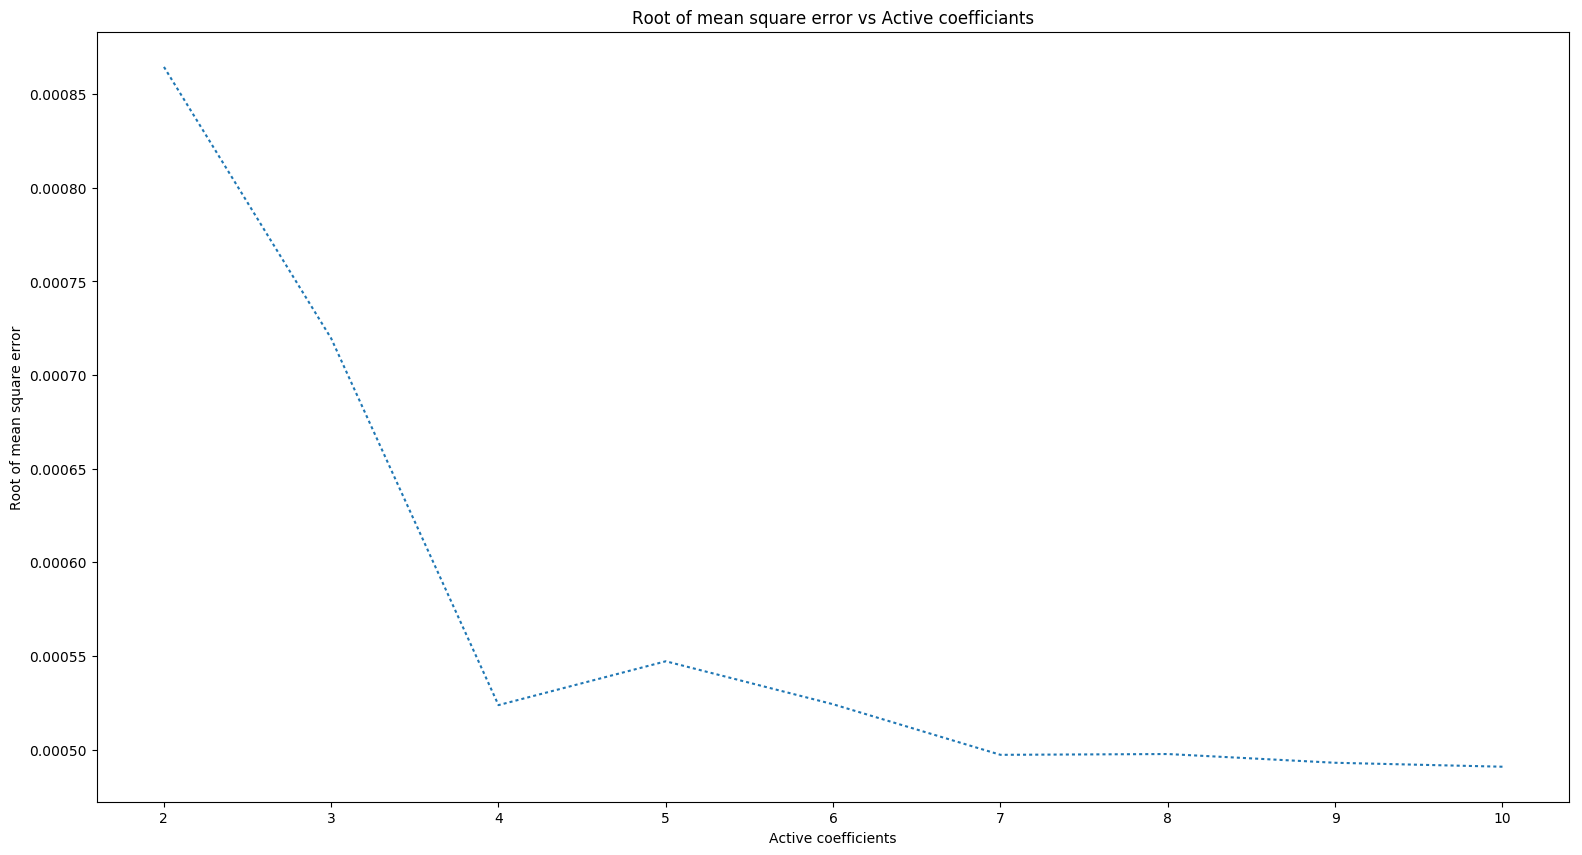 Root of mean square error vs Active coefficiants
Root of mean square error
0.00085
0.00080
0.00075
0.00070
0.00065
0.00060
0.00055
0.00050
2 3 4 5 6 7 8 9 10
Active coefficients